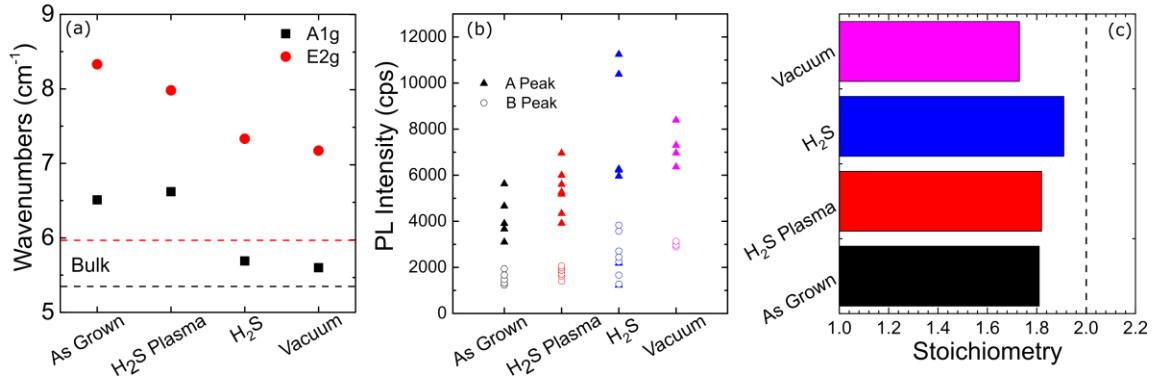 (a)
A1g
E2g
Wavenumbers (cm⁻¹)
9
8
7
6
5
Bulk
As Grown
H₂S Plasma
H₂S
Vacuum
(b)
A Peak
B Peak
PL Intensity (cps)
12000
10000
8000
6000
4000
2000
0
As Grown
H₂S Plasma
H₂S
Vacuum
(c)
Vacuum
H₂S
H₂S Plasma
As Grown
1.0 1.2 1.4 1.6 1.8 2.0 2.2
Stoichiometry